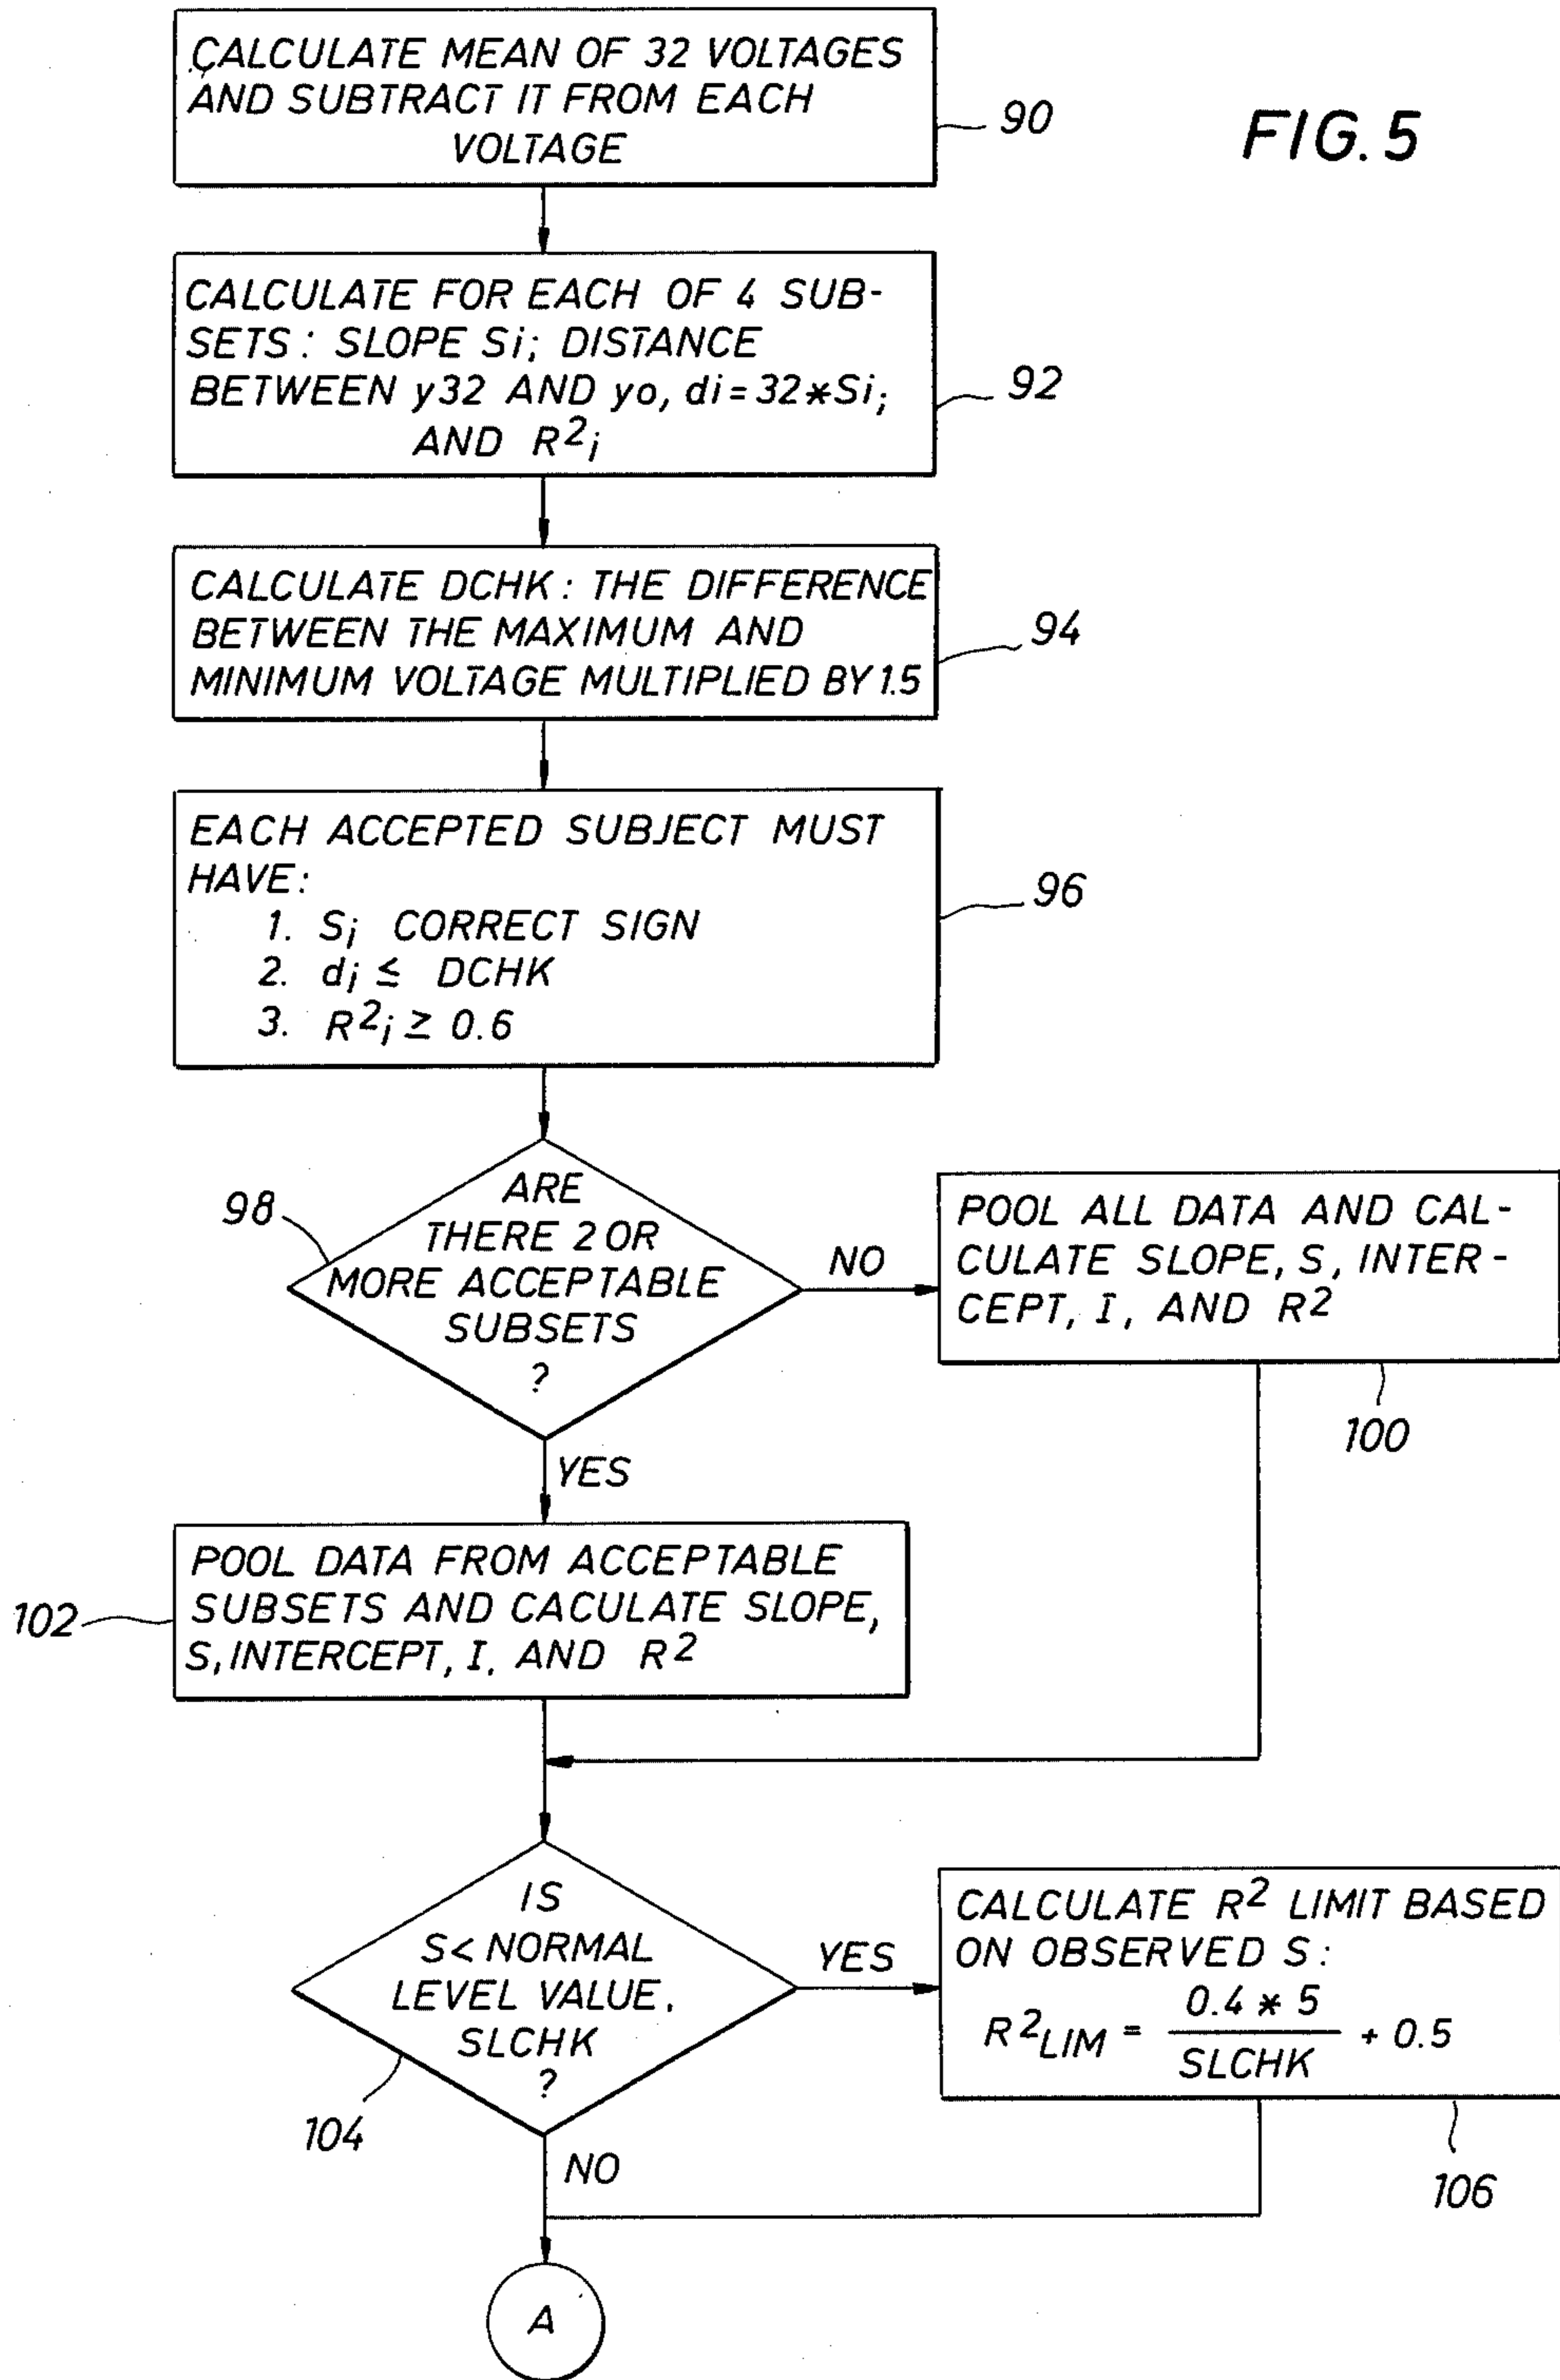 FIG. 5
CALCULATE MEAN OF 32 VOLTAGES
AND SUBTRACT IT FROM EACH
VOLTAGE
90
CALCULATE FOR EACH OF 4 SUB-
SETS: SLOPE Si; DISTANCE
BETWEEN y32 AND yo, di=32*Si;
AND R²i
92
CALCULATE DCHK: THE DIFFERENCE
BETWEEN THE MAXIMUM AND
MINIMUM VOLTAGE MULTIPLIED BY 1.5
94
EACH ACCEPTED SUBJECT MUST
HAVE:
1. Si CORRECT SIGN
2. di ≤ DCHK
3. R²i ≥ 0.6
96
98
ARE
THERE 2 OR
MORE ACCEPTABLE
SUBSETS
?
NO
POOL ALL DATA AND CAL-
CULATE SLOPE, S, INTER-
CEPT, I, AND R²
100
YES
102
POOL DATA FROM ACCEPTABLE
SUBSETS AND CACULATE SLOPE,
S, INTERCEPT, I, AND R²
IS
S< NORMAL
LEVEL VALUE,
SLCHK
?
104
YES
CALCULATE R² LIMIT BASED
ON OBSERVED S:
R²LIM = 0.4 * 5 / SLCHK + 0.5
106
NO
A